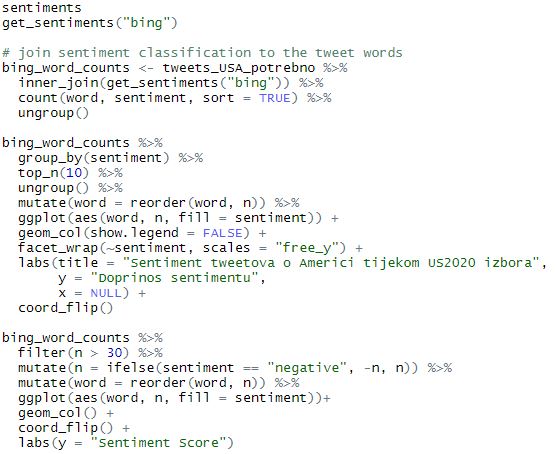 sentiments
get_sentiments("bing")

# join sentiment classification to the tweet words
bing_word_counts <- tweets_USA_potrebno %>%
  inner_join(get_sentiments("bing")) %>%
  count(word, sentiment, sort = TRUE) %>%
  ungroup()

bing_word_counts %>%
  group_by(sentiment) %>%
  top_n(10) %>%
  ungroup() %>%
  mutate(word = reorder(word, n)) %>%
  ggplot(aes(word, n, fill = sentiment)) +
  geom_col(show.legend = FALSE) +
  facet_wrap(~sentiment, scales = "free_y") +
  labs(title = "Sentiment tweetova o Americi tijekom US2020 izbora",
       y = "Doprinos sentimentu",
       x = NULL) +
  coord_flip()

bing_word_counts %>%
  filter(n > 30) %>%
  mutate(n = ifelse(sentiment == "negative", -n, n)) %>%
  mutate(word = reorder(word, n)) %>%
  ggplot(aes(word, n, fill = sentiment))+
  geom_col() +
  coord_flip() +
  labs(y = "Sentiment Score")